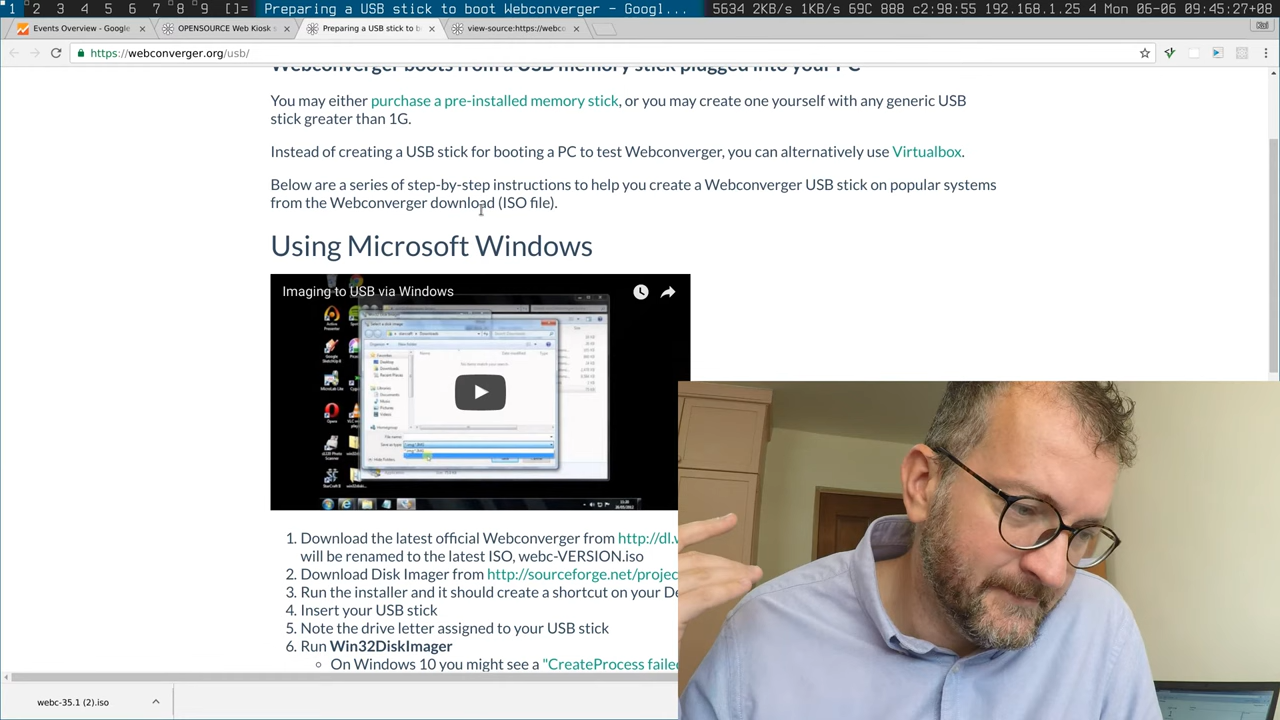 1 2 3 4 5 6 7 8 9 []= Preparing a USB stick to boot Webconverger – Googl... D34 2KB/s 1KB/s 69C 808 c2:98:55 192.168.1.25 4 Mon 06-06 09:45:27+08
Events Overview - Google OPENSOURCE Web Kiosk s Preparing a USB stick to b view-source:https://webco Kai
https://webconverger.org/usb/
Webconverger boots from a USB memory stick plugged into your PC
You may either purchase a pre-installed memory stick, or you may create one yourself with any generic USB
stick greater than 1G.
Instead of creating a USB stick for booting a PC to test Webconverger, you can alternatively use Virtualbox.
Below are a series of step-by-step instructions to help you create a Webconverger USB stick on popular systems
from the Webconverger download (ISO file).
Using Microsoft Windows
Imaging to USB via Windows
1. Download the latest official Webconverger from http://dl.
will be renamed to the latest ISO, webc-VERSION.iso
2. Download Disk Imager from http://sourceforge.net/projec
3. Run the installer and it should create a shortcut on your De
4. Insert your USB stick
5. Note the drive letter assigned to your USB stick
6. Run Win32DiskImager
On Windows 10 you might see a "CreateProcess failed
webc-35.1 (2).iso